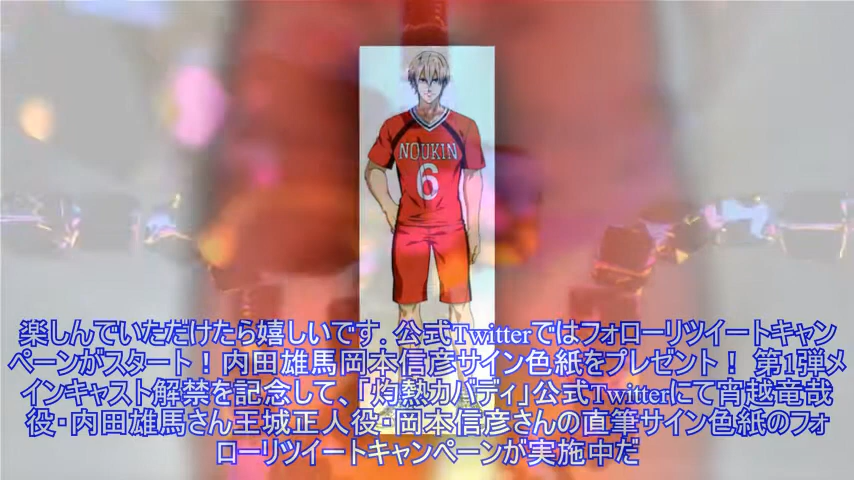 NOUKIN
6
楽しんでいただけたら嬉しいです. 公式Twitterではフォローリツイートキャン
ペーンがスタート！内田雄馬岡本信彦サイン色紙をプレゼント！ 第1弾メ
インキャスト解禁を記念して、「灼熱カバディ」公式Twitterにて宵越竜哉
役・内田雄馬さん王城正人役・岡本信彦さんの直筆サイン色紙のフォ
ローリツイートキャンペーンが実施中だ